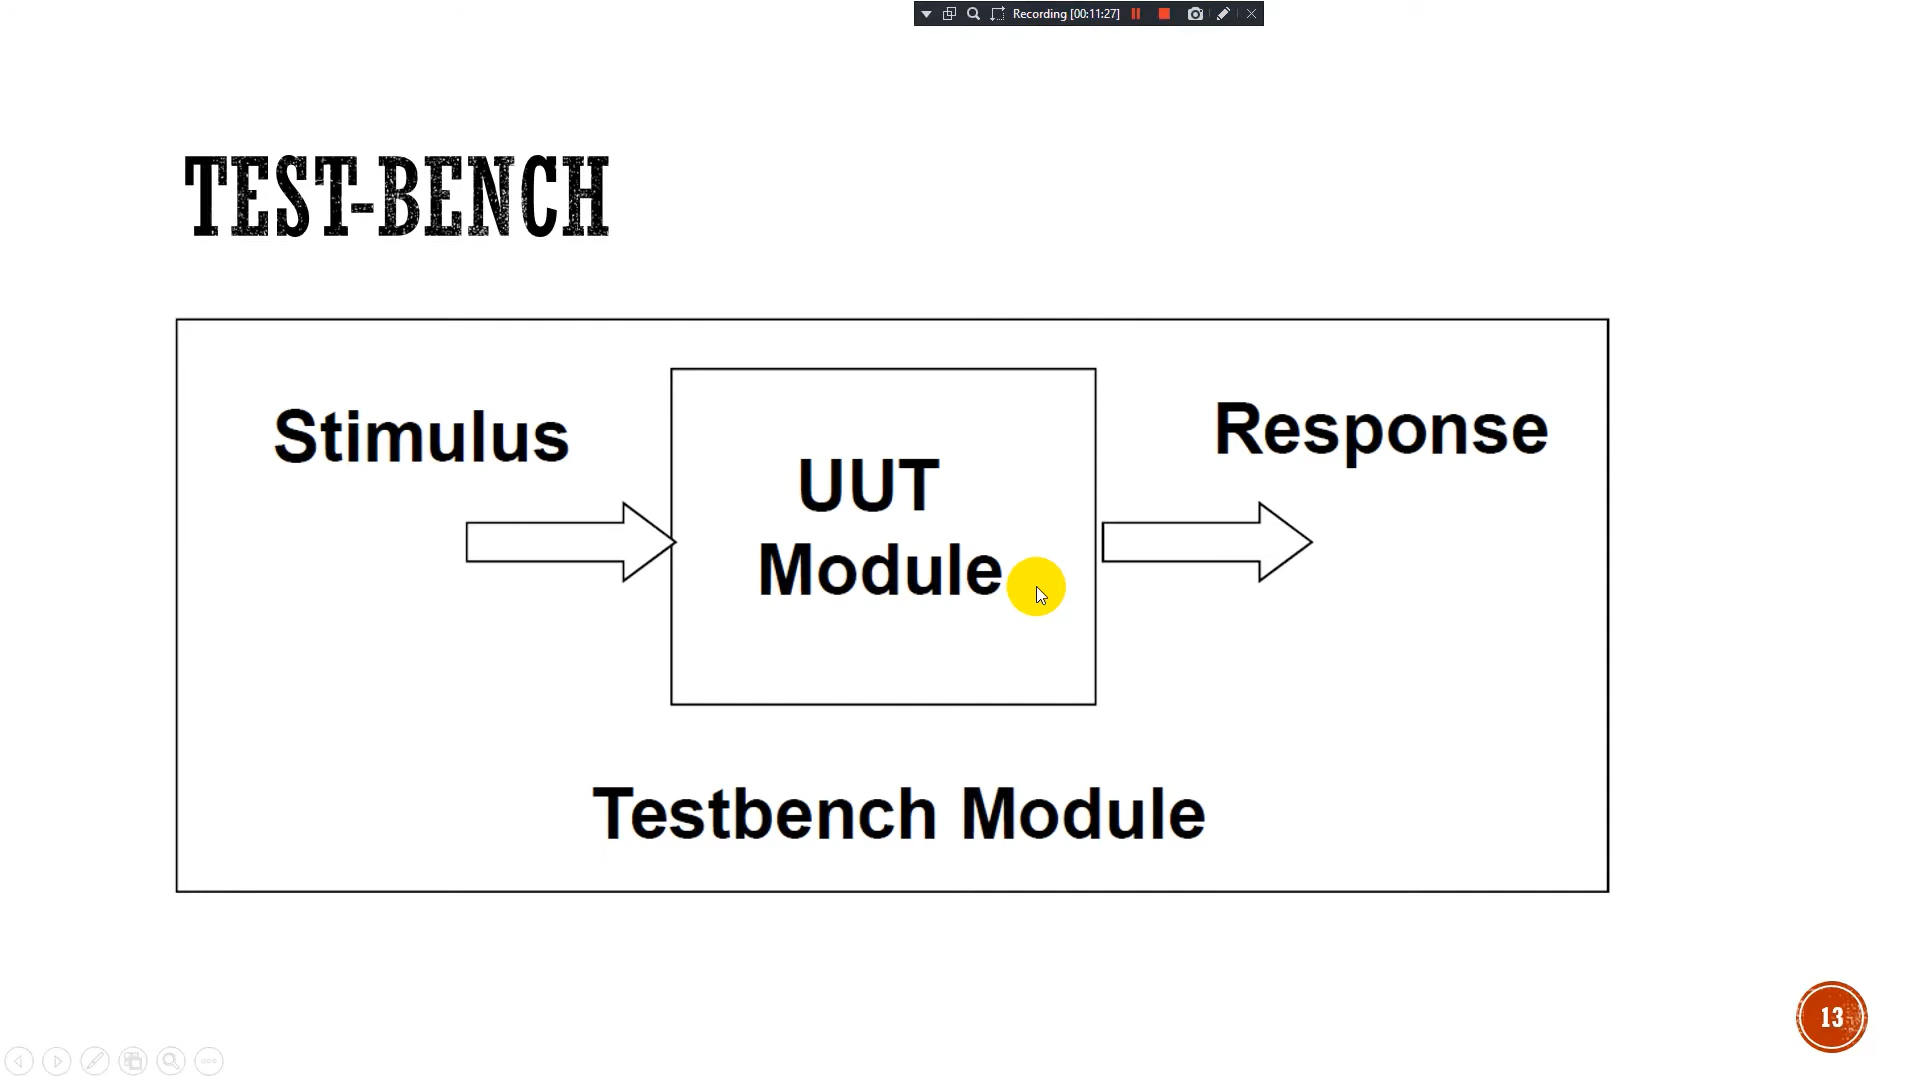 Recording [00:11:27]
TEST-BENCH
Stimulus
Response
UUT
Module
Testbench Module
13